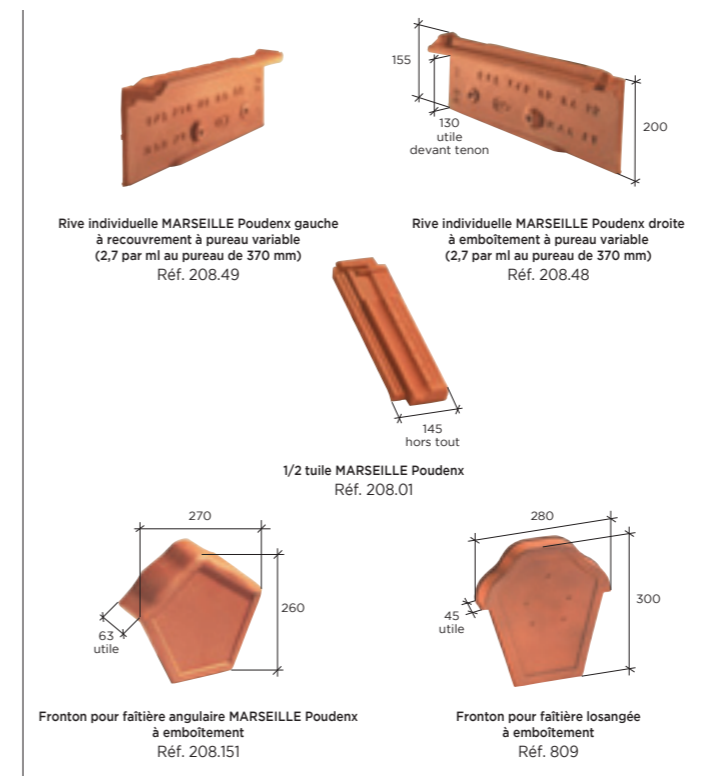 155
130
utile
devant tenon
200
Rive individuelle MARSEILLE Poudenx gauche
à recouvrement à pureau variable
(2,7 par ml au pureau de 370 mm)
Réf. 208.49
Rive individuelle MARSEILLE Poudenx droite
à emboîtement à pureau variable
(2,7 par ml au pureau de 370 mm)
Réf. 208.48
145
hors tout
1/2 tuile MARSEILLE Poudenx
Réf. 208.01
270
260
63
utile
Fronton pour faîtière angulaire MARSEILLE Poudenx
à emboîtement
Réf. 208.151
280
300
45
utile
Fronton pour faîtière losangée
à emboîtement
Réf. 809